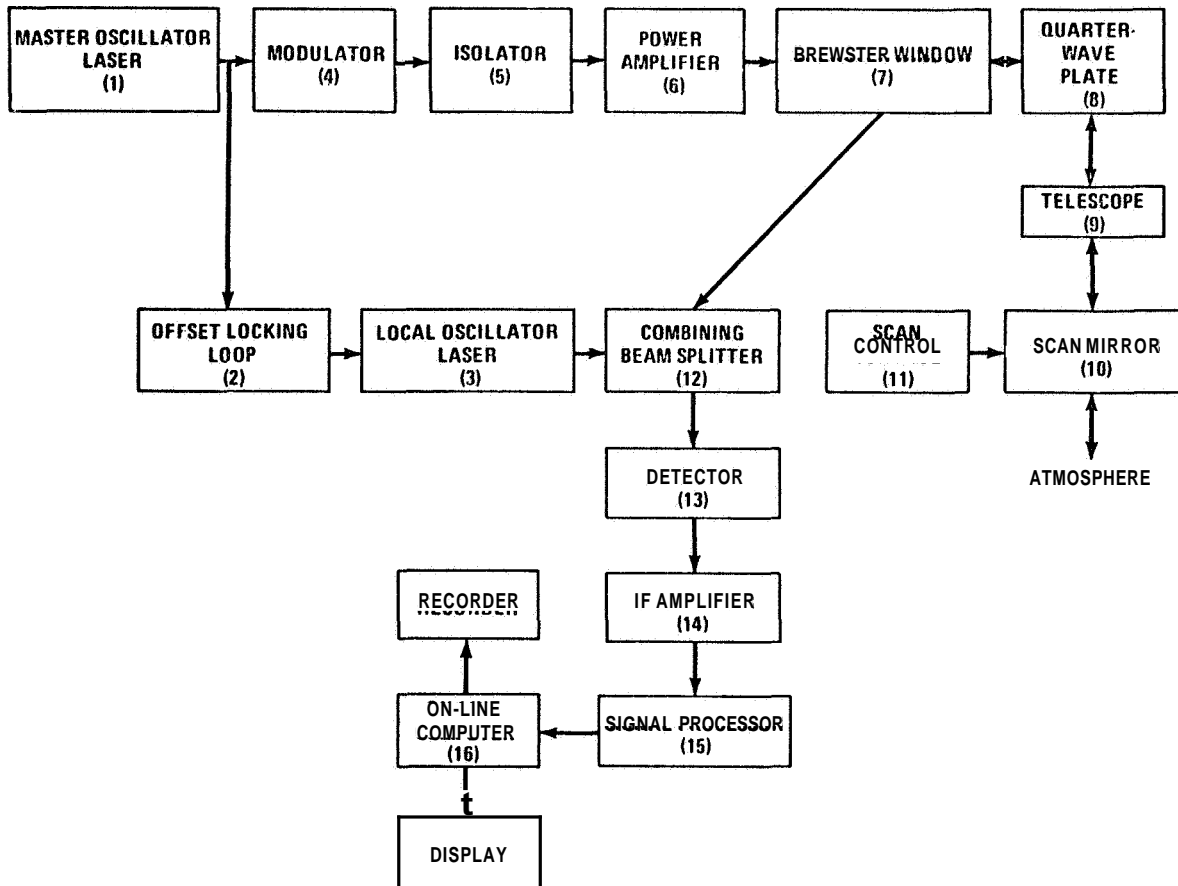 MASTER OSCILLATOR
LASER
(1)
MODULATOR
(4)
ISOLATOR
(5)
POWER
AMPLIFIER
(6)
BREWSTER WINDOW
(7)
QUARTER-
WAVE
PLATE
(8)
TELESCOPE
(9)
OFFSET LOCKING
LOOP
(2)
LOCAL OSCILLATOR
LASER
(3)
COMBINING
BEAM SPLITTER
(12)
SCAN
CONTROL
(11)
SCAN MIRROR
(10)
DETECTOR
(13)
ATMOSPHERE
RECORDER
IF AMPLIFIER
(14)
ON-LINE
COMPUTER
(16)
SIGNAL PROCESSOR
(15)
t
DISPLAY